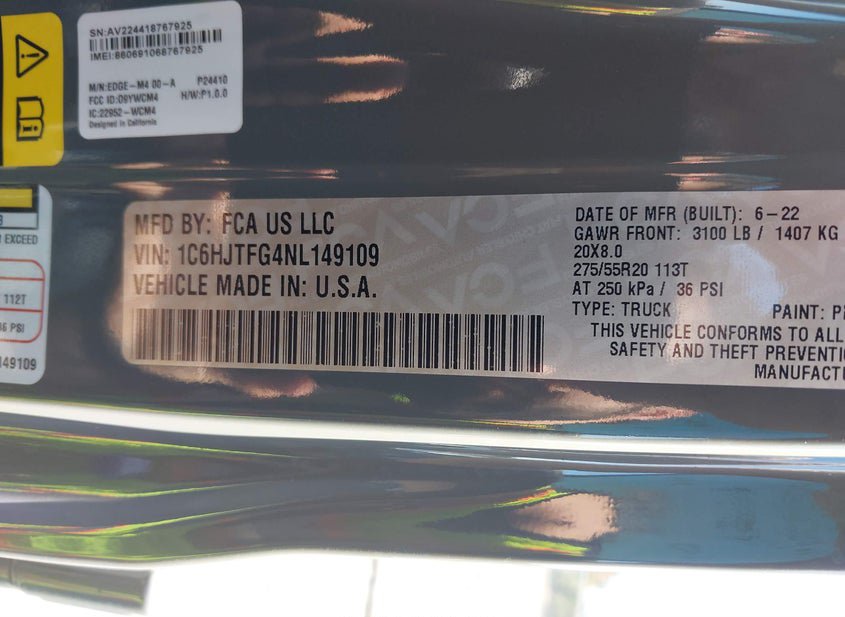 SN:AV224418767925
IMEI:860691068767925
M/N:EDGE-M4 00-A P24410
FCC ID:O9YWCM4 H/W:P1.0.0
IC:22952-WCM4
Designed in California
EXCEED
112T
36 PSI
149109
MFD BY: FCA US LLC
VIN: 1C6HJTFG4NL149109
VEHICLE MADE IN: U.S.A.
DATE OF MFR (BUILT): 6-22
GAWR FRONT: 3100 LB / 1407 KG
20X8.0
275/55R20 113T
AT 250 kPa / 36 PSI
TYPE: TRUCK PAINT:
THIS VEHICLE CONFORMS TO ALL
SAFETY AND THEFT PREVENTIO
MANUFACTU